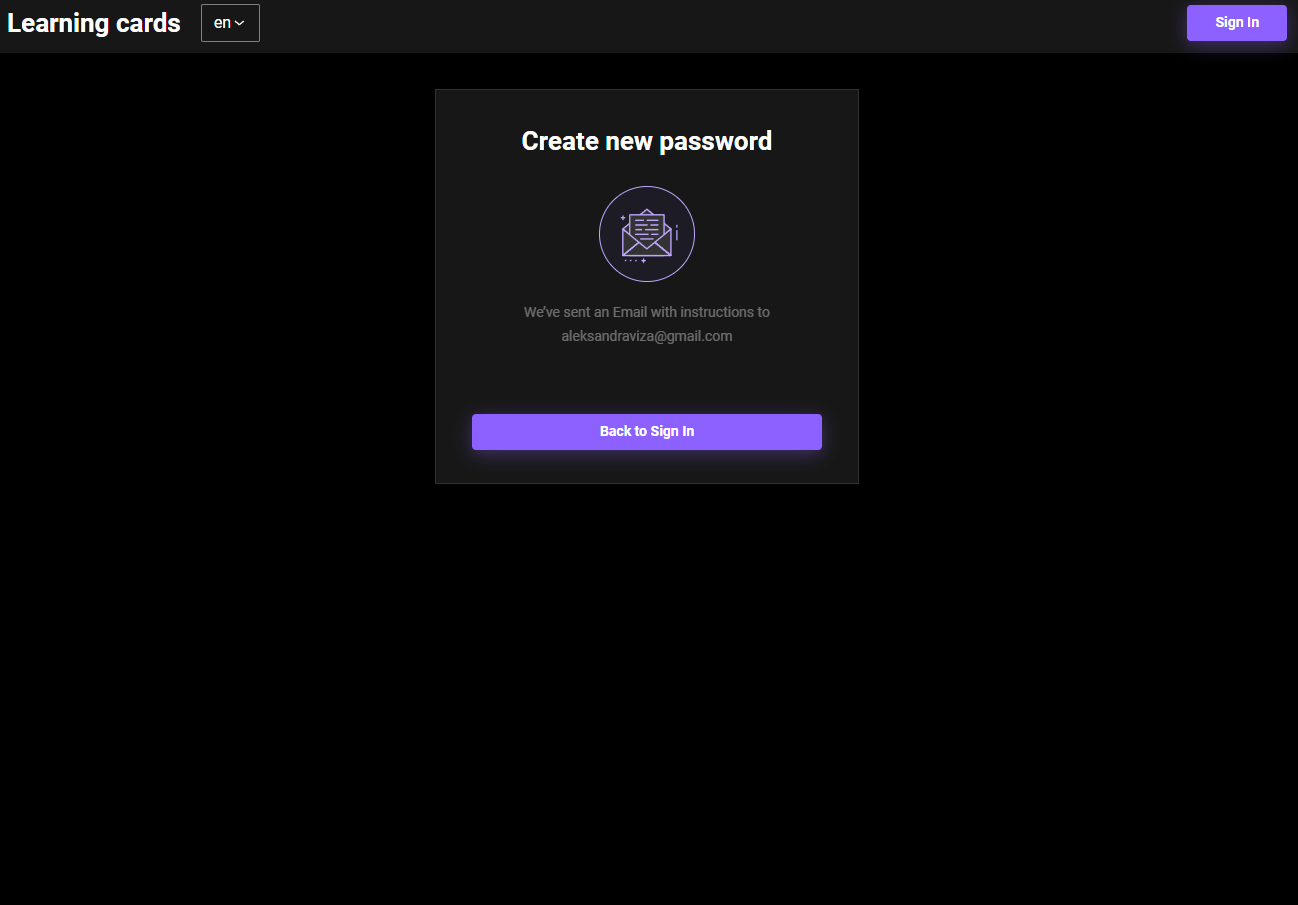 Learning cards
en
Sign In
Create new password
We’ve sent an Email with instructions to
aleksandraviza@gmail.com
Back to Sign In